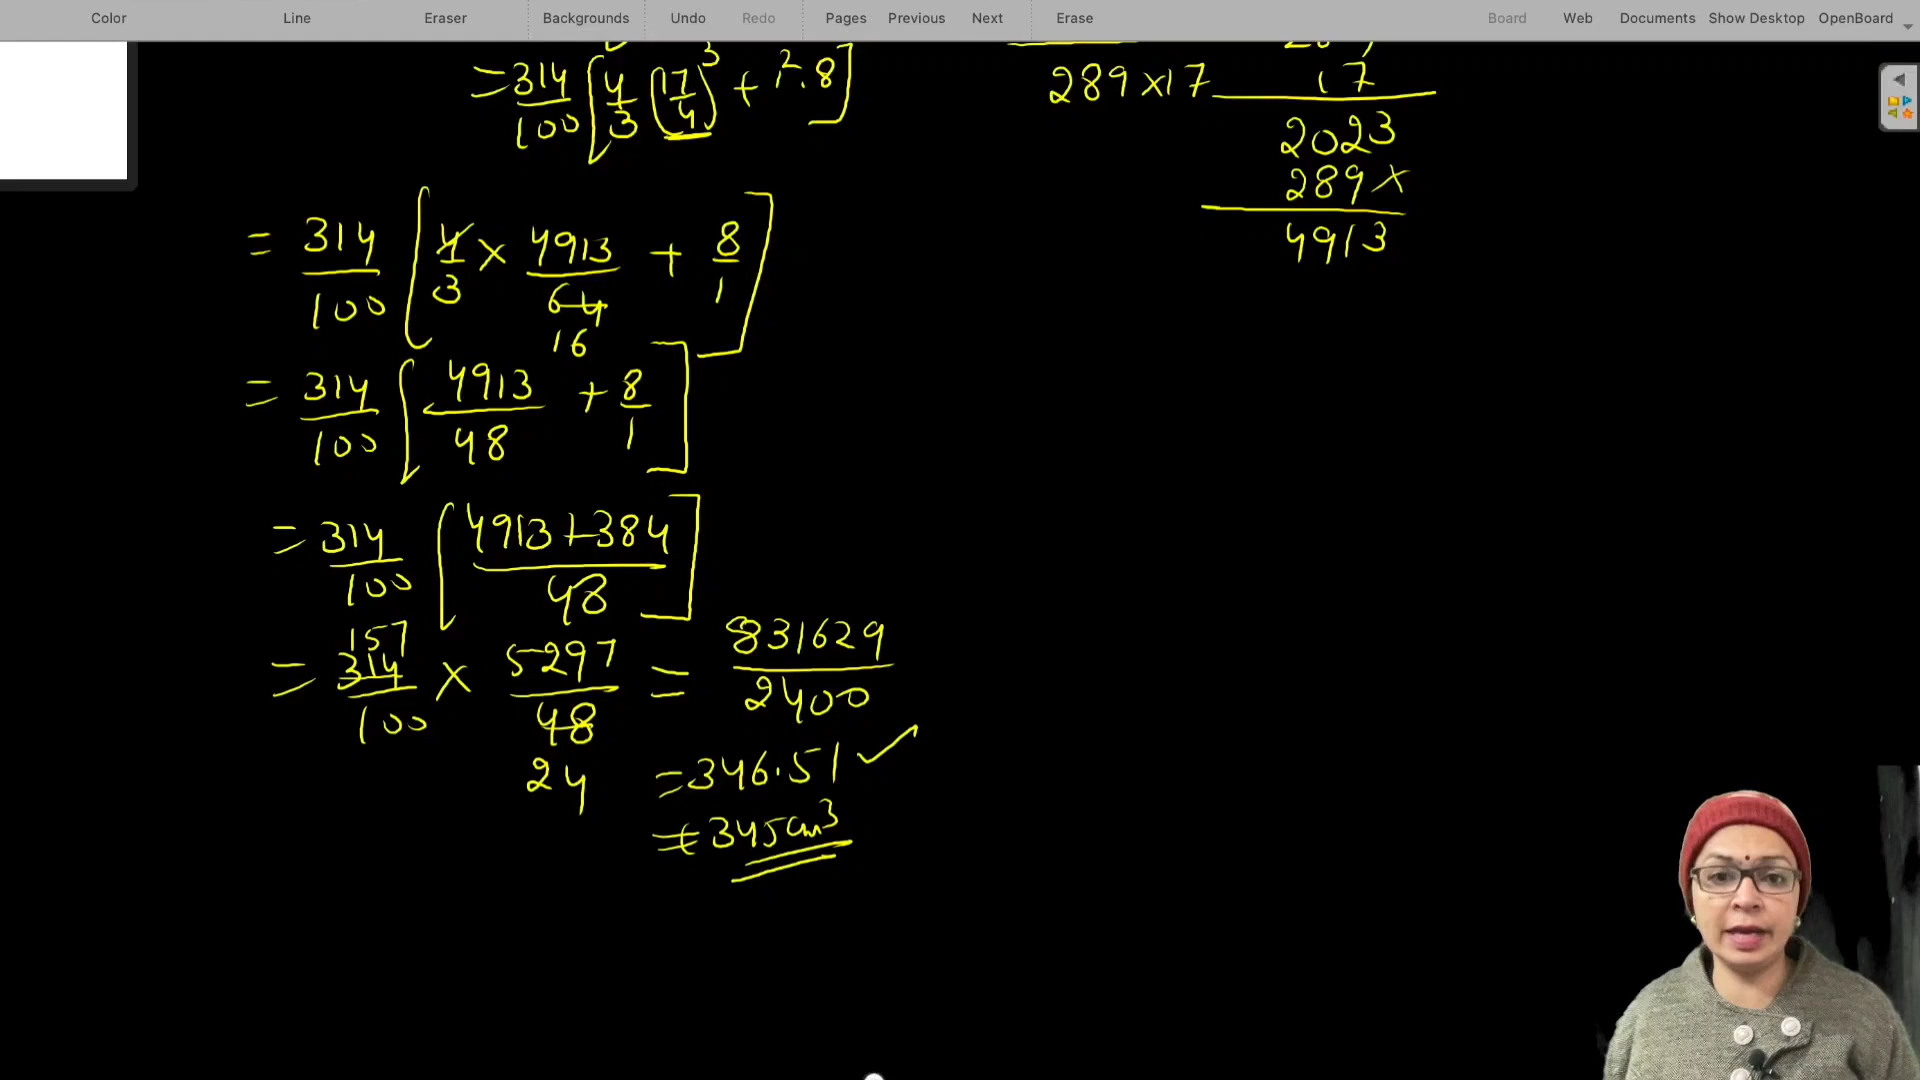 Color Line Eraser Backgrounds Undo Redo Pages Previous Next Erase Board Web Documents Show Desktop OpenBoard
= 314/100 [4/3 (17/4)³ + 1².8]
= 314/100 [4/3 × 4913/64 + 8/1]
16
= 314/100 [4913/48 + 8/1]
= 314/100 [4913+384/48]
157
= 314/100 × 5297/48 = 831629/2400
24
= 346.51 ✓
≠ 345 cm³
289 × 17
17
2023
289×
4913